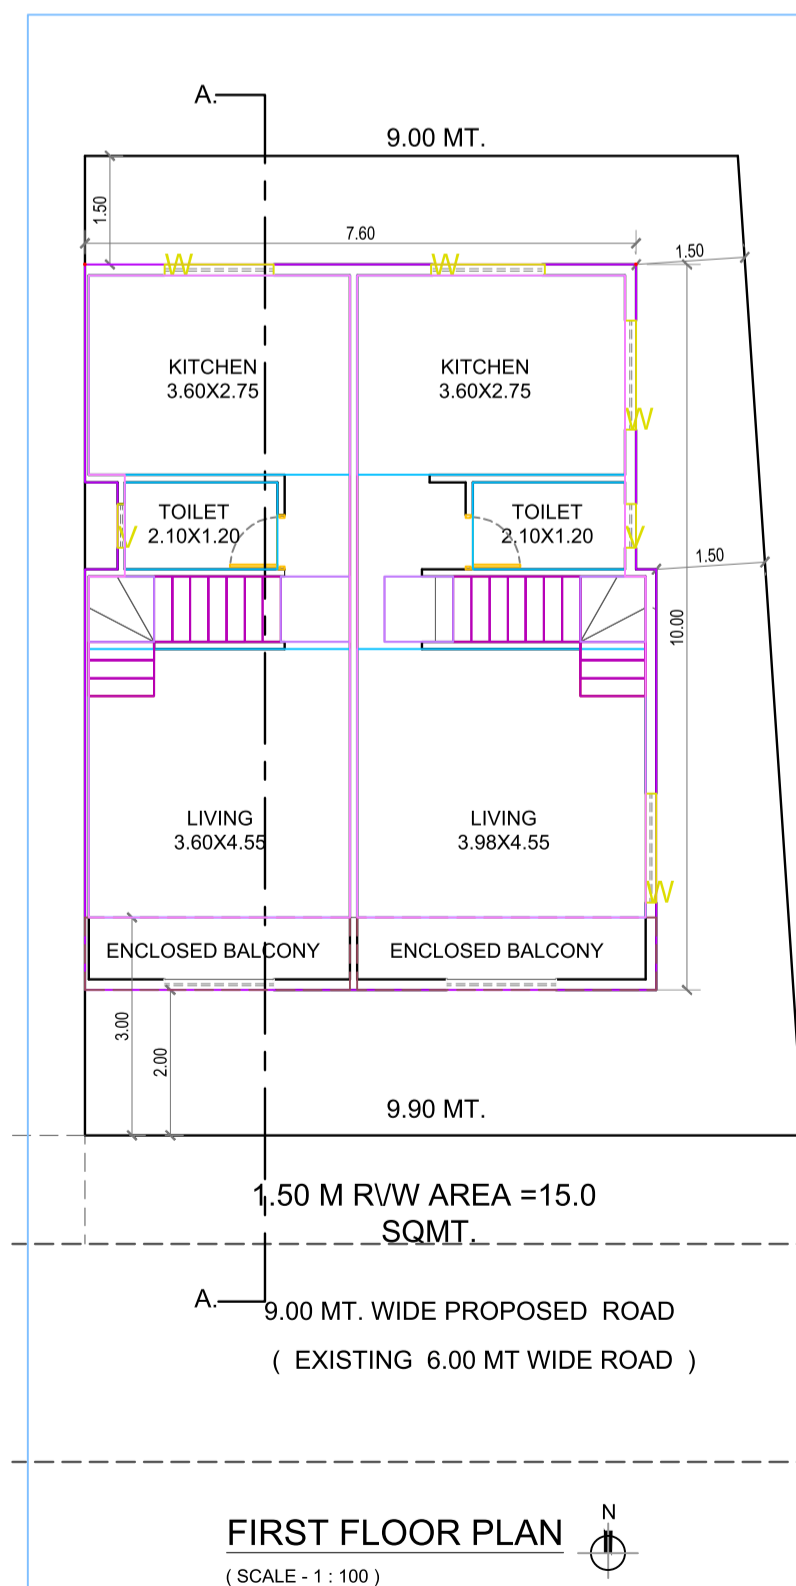 A.
9.00 MT.
1.50
7.60
1.50
W
W
KITCHEN
3.60X2.75
KITCHEN
3.60X2.75
W
TOILET
2.10X1.20
TOILET
2.10X1.20
V
V
1.50
10.00
LIVING
3.60X4.55
LIVING
3.98X4.55
W
ENCLOSED BALCONY
ENCLOSED BALCONY
3.00
2.00
9.90 MT.
1.50 M R\/W AREA =15.0
SQMT.
A.
9.00 MT. WIDE PROPOSED ROAD
( EXISTING 6.00 MT WIDE ROAD )
FIRST FLOOR PLAN
N
( SCALE - 1 : 100 )